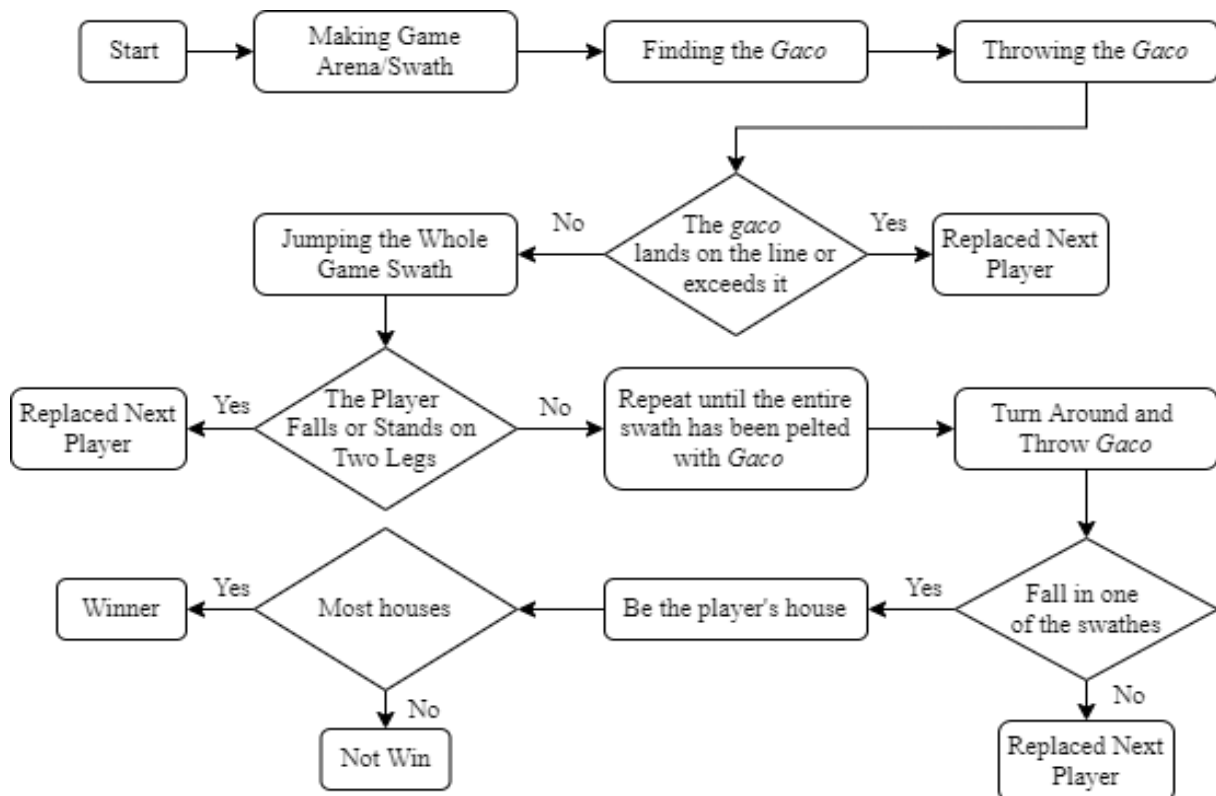 Start
Making Game
Arena/Swath
Finding the Gaco
Throwing the Gaco
The gaco
lands on the line or
exceeds it
No
Yes
Jumping the Whole
Game Swath
Replaced Next
Player
Replaced Next
Player
Yes
The Player
Falls or Stands on
Two Legs
No
Repeat until the entire
swath has been pelted
with Gaco
Turn Around and
Throw Gaco
Winner
Yes
Most houses
Be the player's house
Yes
Fall in one
of the swathes
No
Not Win
No
Replaced Next
Player